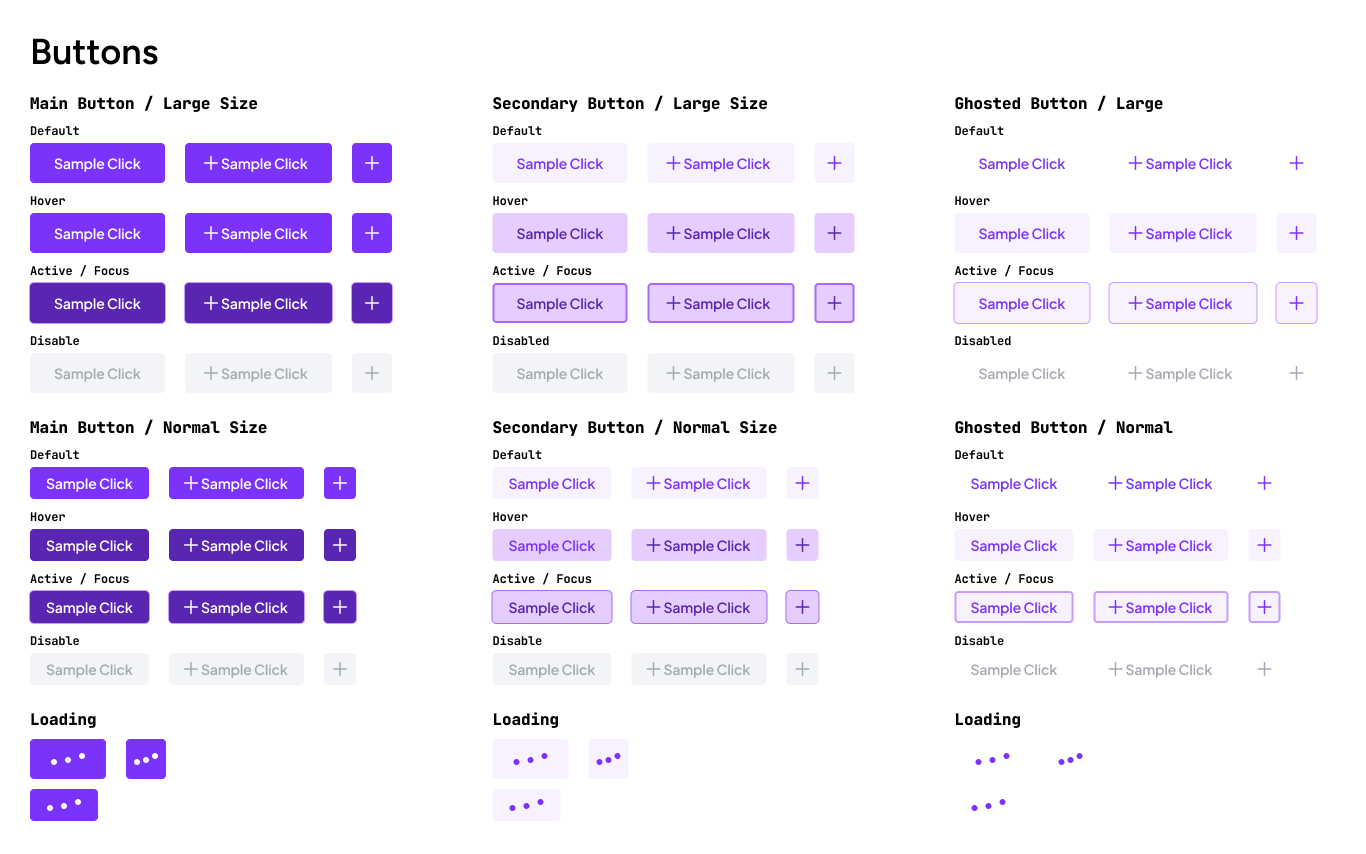 Buttons
Main Button / Large Size
Default
Sample Click
Sample Click
Hover
Sample Click
Sample Click
Active / Focus
Sample Click
Sample Click
Disable
Sample Click
Sample Click
Main Button / Normal Size
Default
Sample Click
Sample Click
Hover
Sample Click
Sample Click
Active / Focus
Sample Click
Sample Click
Disable
Sample Click
Sample Click
Loading
Secondary Button / Large Size
Default
Sample Click
Sample Click
Hover
Sample Click
Sample Click
Active / Focus
Sample Click
Sample Click
Disabled
Sample Click
Sample Click
Secondary Button / Normal Size
Default
Sample Click
Sample Click
Hover
Sample Click
Sample Click
Active / Focus
Sample Click
Sample Click
Disable
Sample Click
Sample Click
Loading
Ghosted Button / Large
Default
Sample Click
Sample Click
Hover
Sample Click
Sample Click
Active / Focus
Sample Click
Sample Click
Disabled
Sample Click
Sample Click
Ghosted Button / Normal
Default
Sample Click
Sample Click
Hover
Sample Click
Sample Click
Active / Focus
Sample Click
Sample Click
Disable
Sample Click
Sample Click
Loading